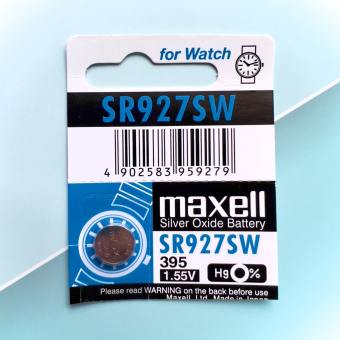 for Watch
SR927SW
4 902583 959279
maxell
Silver Oxide Battery
SR927SW
395
1.55V
Hg 0%
Please read WARNING on the back before
Maxell, Ltd. Made in Japan